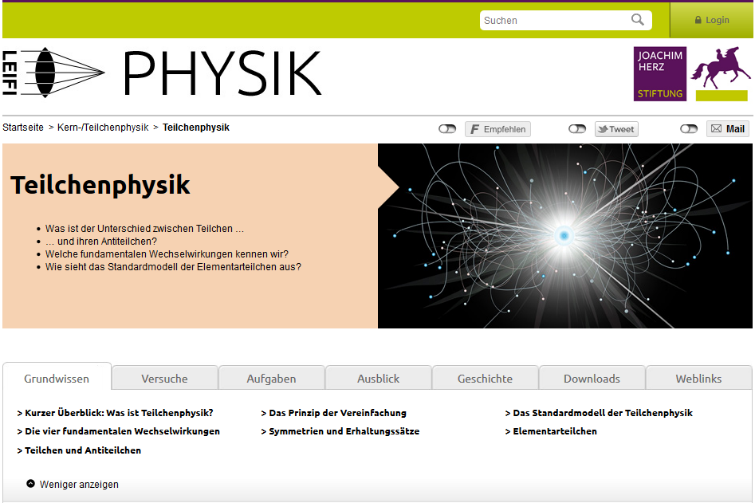 Suchen
Login
LEIFI PHYSIK
JOACHIM
HERZ
STIFTUNG
Startseite > Kern-/Teilchenphysik > Teilchenphysik
Empfehlen
Tweet
Mail
Teilchenphysik
Was ist der Unterschied zwischen Teilchen ...
... und ihren Antiteilchen?
Welche fundamentalen Wechselwirkungen kennen wir?
Wie sieht das Standardmodell der Elementarteilchen aus?
Grundwissen Versuche Aufgaben Ausblick Geschichte Downloads Weblinks
> Kurzer Überblick: Was ist Teilchenphysik? > Das Prinzip der Vereinfachung > Das Standardmodell der Teilchenphysik
> Die vier fundamentalen Wechselwirkungen > Symmetrien und Erhaltungssätze > Elementarteilchen
> Teilchen und Antiteilchen
Weniger anzeigen